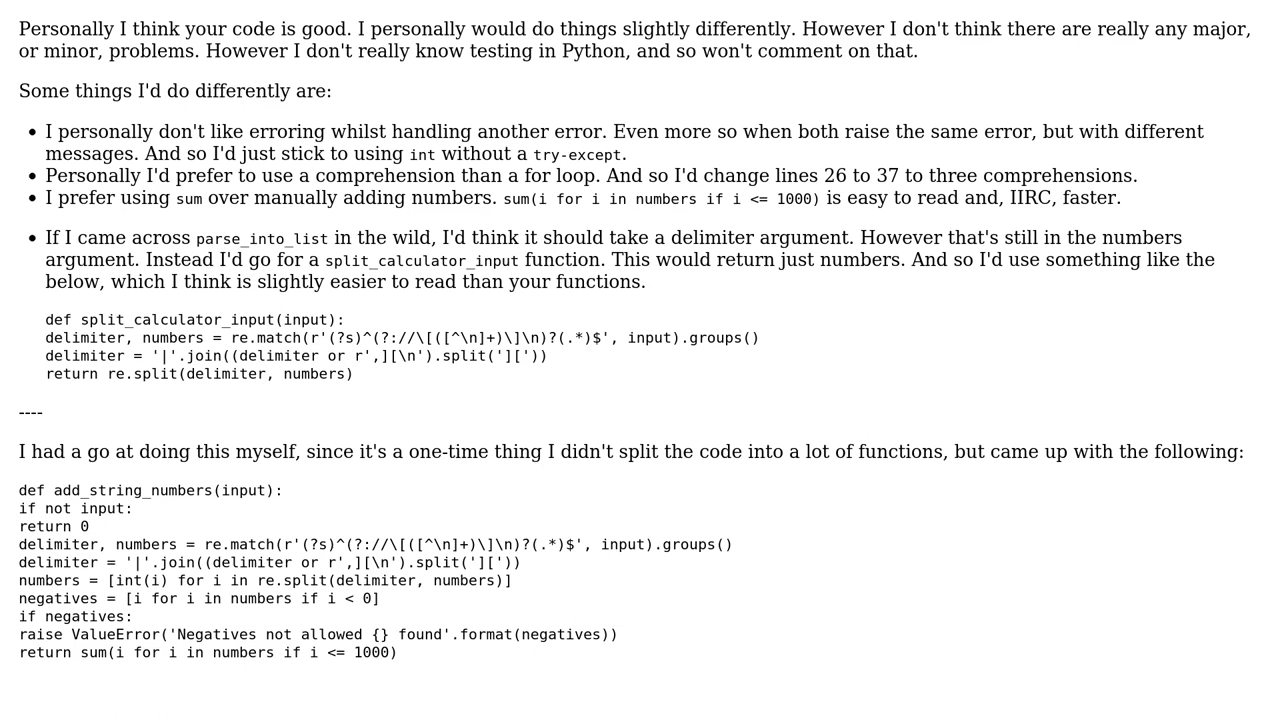 Personally I think your code is good. I personally would do things slightly differently. However I don't think there are really any major,
or minor, problems. However I don't really know testing in Python, and so won't comment on that.
Some things I'd do differently are:
• I personally don't like erroring whilst handling another error. Even more so when both raise the same error, but with different
messages. And so I'd just stick to using int without a try-except.
• Personally I'd prefer to use a comprehension than a for loop. And so I'd change lines 26 to 37 to three comprehensions.
• I prefer using sum over manually adding numbers. sum(i for i in numbers if i <= 1000) is easy to read and, IIRC, faster.
• If I came across parse_into_list in the wild, I'd think it should take a delimiter argument. However that's still in the numbers
argument. Instead I'd go for a split_calculator_input function. This would return just numbers. And so I'd use something like the
below, which I think is slightly easier to read than your functions.
def split_calculator_input(input):
delimiter, numbers = re.match(r'(?s)^(?://\[([^\n]+)\]\n)?(.*)$', input).groups()
delimiter = '|'.join((delimiter or r',][\n').split(']['))
return re.split(delimiter, numbers)
----
I had a go at doing this myself, since it's a one-time thing I didn't split the code into a lot of functions, but came up with the following:
def add_string_numbers(input):
if not input:
return 0
delimiter, numbers = re.match(r'(?s)^(?://\[([^\n]+)\]\n)?(.*)$', input).groups()
delimiter = '|'.join((delimiter or r',][\n').split(']['))
numbers = [int(i) for i in re.split(delimiter, numbers)]
negatives = [i for i in numbers if i < 0]
if negatives:
raise ValueError('Negatives not allowed {} found'.format(negatives))
return sum(i for i in numbers if i <= 1000)